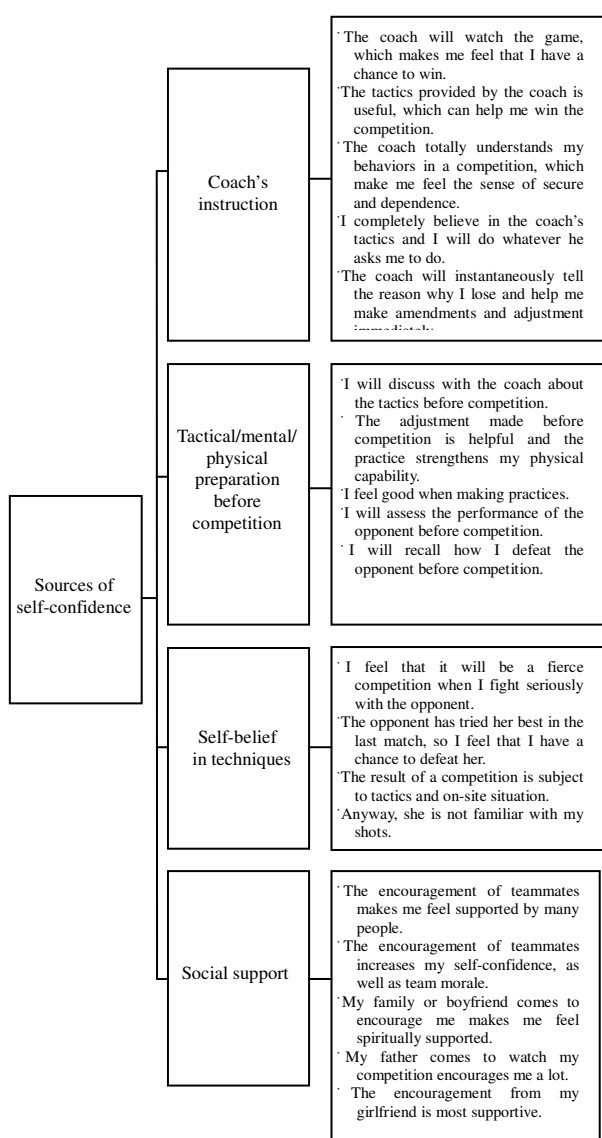 Sources of
self-confidence
Coach's
instruction
The coach will watch the game,
which makes me feel that I have a
chance to win.
The tactics provided by the coach is
useful, which can help me win the
competition.
The coach totally understands my
behaviors in a competition, which
make me feel the sense of secure
and dependence.
I completely believe in the coach's
tactics and I will do whatever he
asks me to do.
The coach will instantaneously tell
the reason why I lose and help me
make amendments and adjustment
immediately
Tactical/mental/
physical
preparation
before
competition
I will discuss with the coach about
the tactics before competition.
The adjustment made before
competition is helpful and the
practice strengthens my physical
capability.
I feel good when making practices.
I will assess the performance of the
opponent before competition.
I will recall how I defeat the
opponent before competition.
Self-belief
in techniques
I feel that it will be a fierce
competition when I fight seriously
with the opponent.
The opponent has tried her best in the
last match, so I feel that I have a
chance to defeat her.
The result of a competition is subject
to tactics and on-site situation.
Anyway, she is not familiar with my
shots.
Social support
The encouragement of teammates
makes me feel supported by many
people.
The encouragement of teammates
increases my self-confidence, as
well as team morale.
My family or boyfriend comes to
encourage me makes me feel
spiritually supported.
My father comes to watch my
competition encourages me a lot.
The encouragement from my
girlfriend is most supportive.